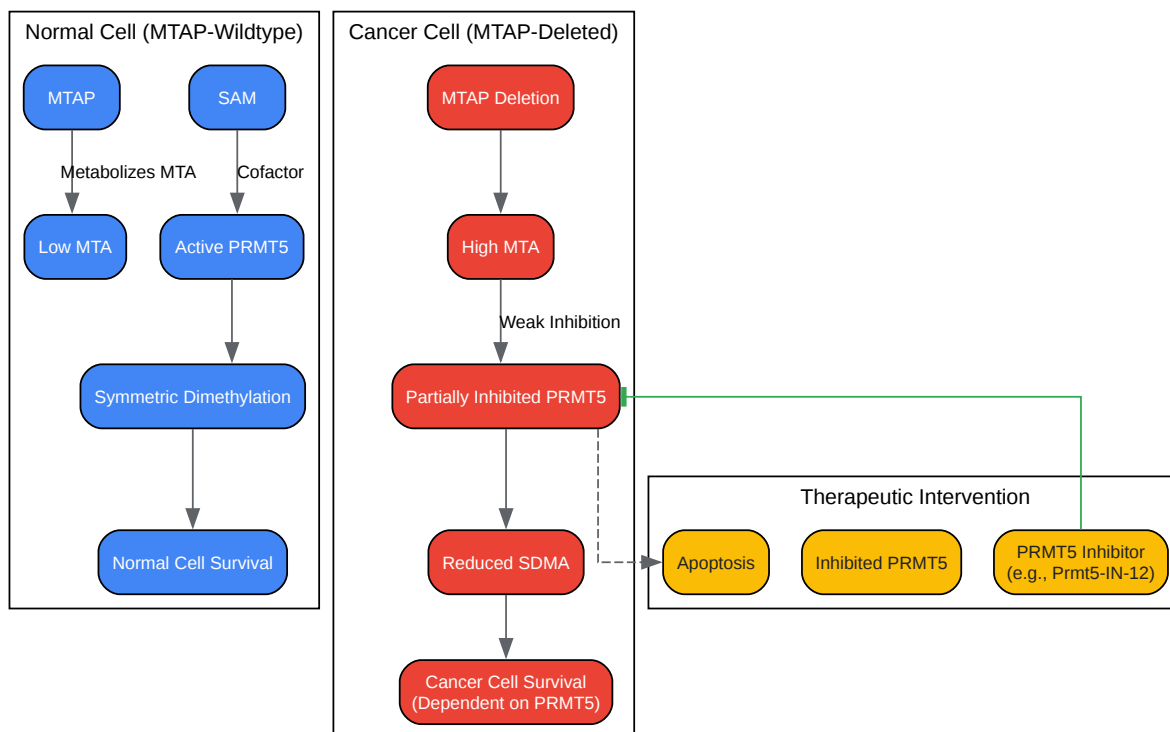 Normal Cell (MTAP-Wildtype)
MTAP
SAM
Metabolizes MTA
Cofactor
Low MTA
Active PRMT5
Symmetric Dimethylation
Normal Cell Survival
Cancer Cell (MTAP-Deleted)
MTAP Deletion
High MTA
Weak Inhibition
Partially Inhibited PRMT5
Reduced SDMA
Cancer Cell Survival
(Dependent on PRMT5)
Therapeutic Intervention
Apoptosis
Inhibited PRMT5
PRMT5 Inhibitor
(e.g., Prmt5-IN-12)